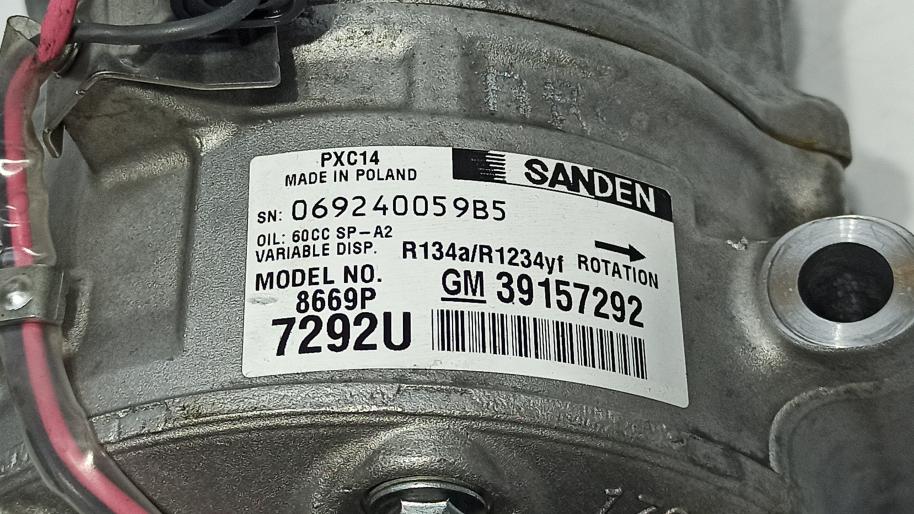 PXC14
MADE IN POLAND
SANDEN
SN: 069240059B5
OIL: 60CC SP-A2
VARIABLE DISP.
R134a/R1234yf
ROTATION
MODEL NO.
8669P
GM 39157292
7292U